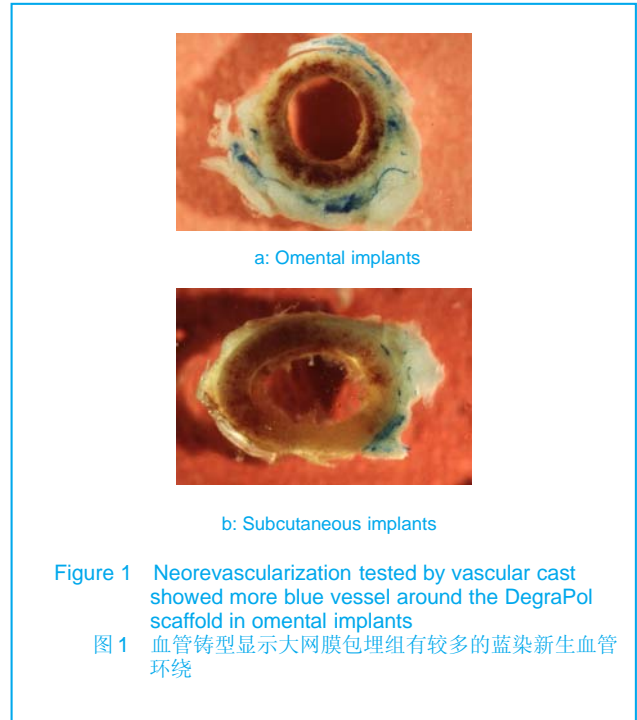 a: Omental implants
b: Subcutaneous implants
Figure 1 Neorevascularization tested by vascular cast
showed more blue vessel around the DegraPol
scaffold in omental implants
图1 血管铸型显示大网膜包埋组有较多的蓝染新生血管
环绕